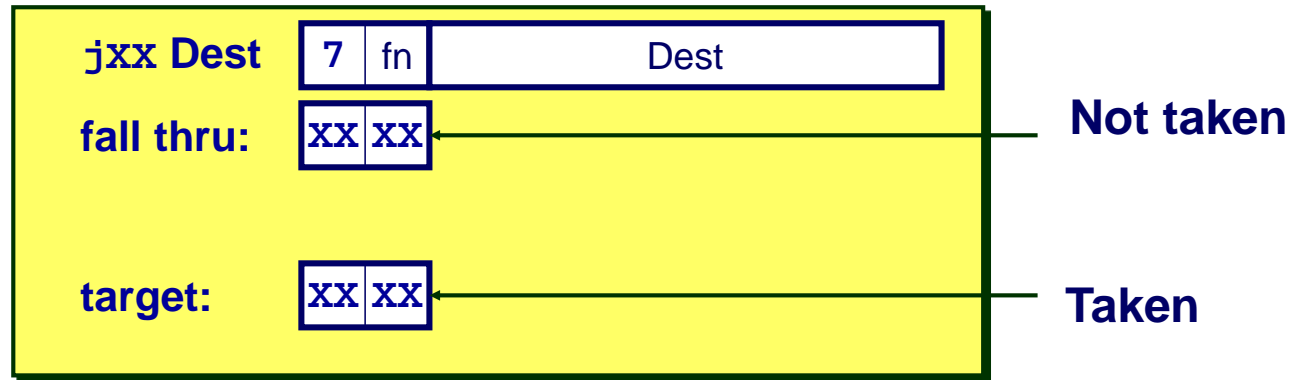 jXX Dest 7 fn Dest
fall thru: XX XX Not taken
target: XX XX Taken